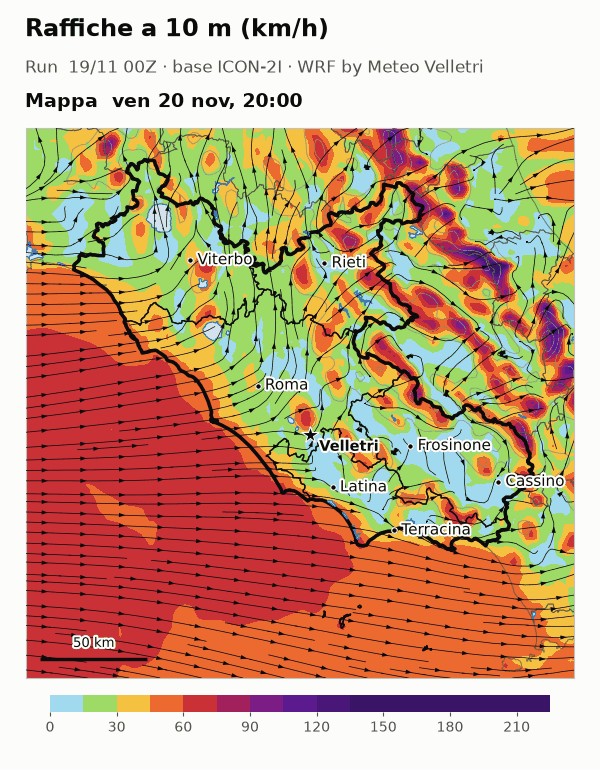 Raffiche a 10 m (km/h)
Run  19/11 00Z · base ICON-2I · WRF by Meteo Velletri
Mappa  ven 20 nov, 20:00
Viterbo
Rieti
Roma
Velletri
Frosinone
Cassino
Latina
Terracina
50 km
0 30 60 90 120 150 180 210